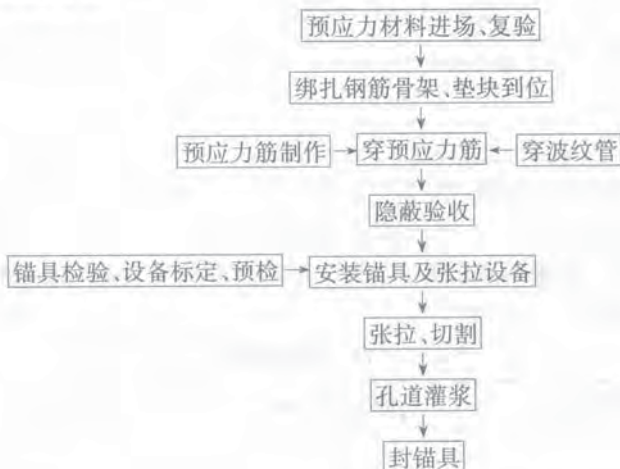 预应力材料进场、复验
绑扎钢筋骨架、垫块到位
预应力筋制作
穿预应力筋
穿波纹管
隐蔽验收
锚具检验、设备标定、预检
安装锚具及张拉设备
张拉、切割
孔道灌浆
封锚具